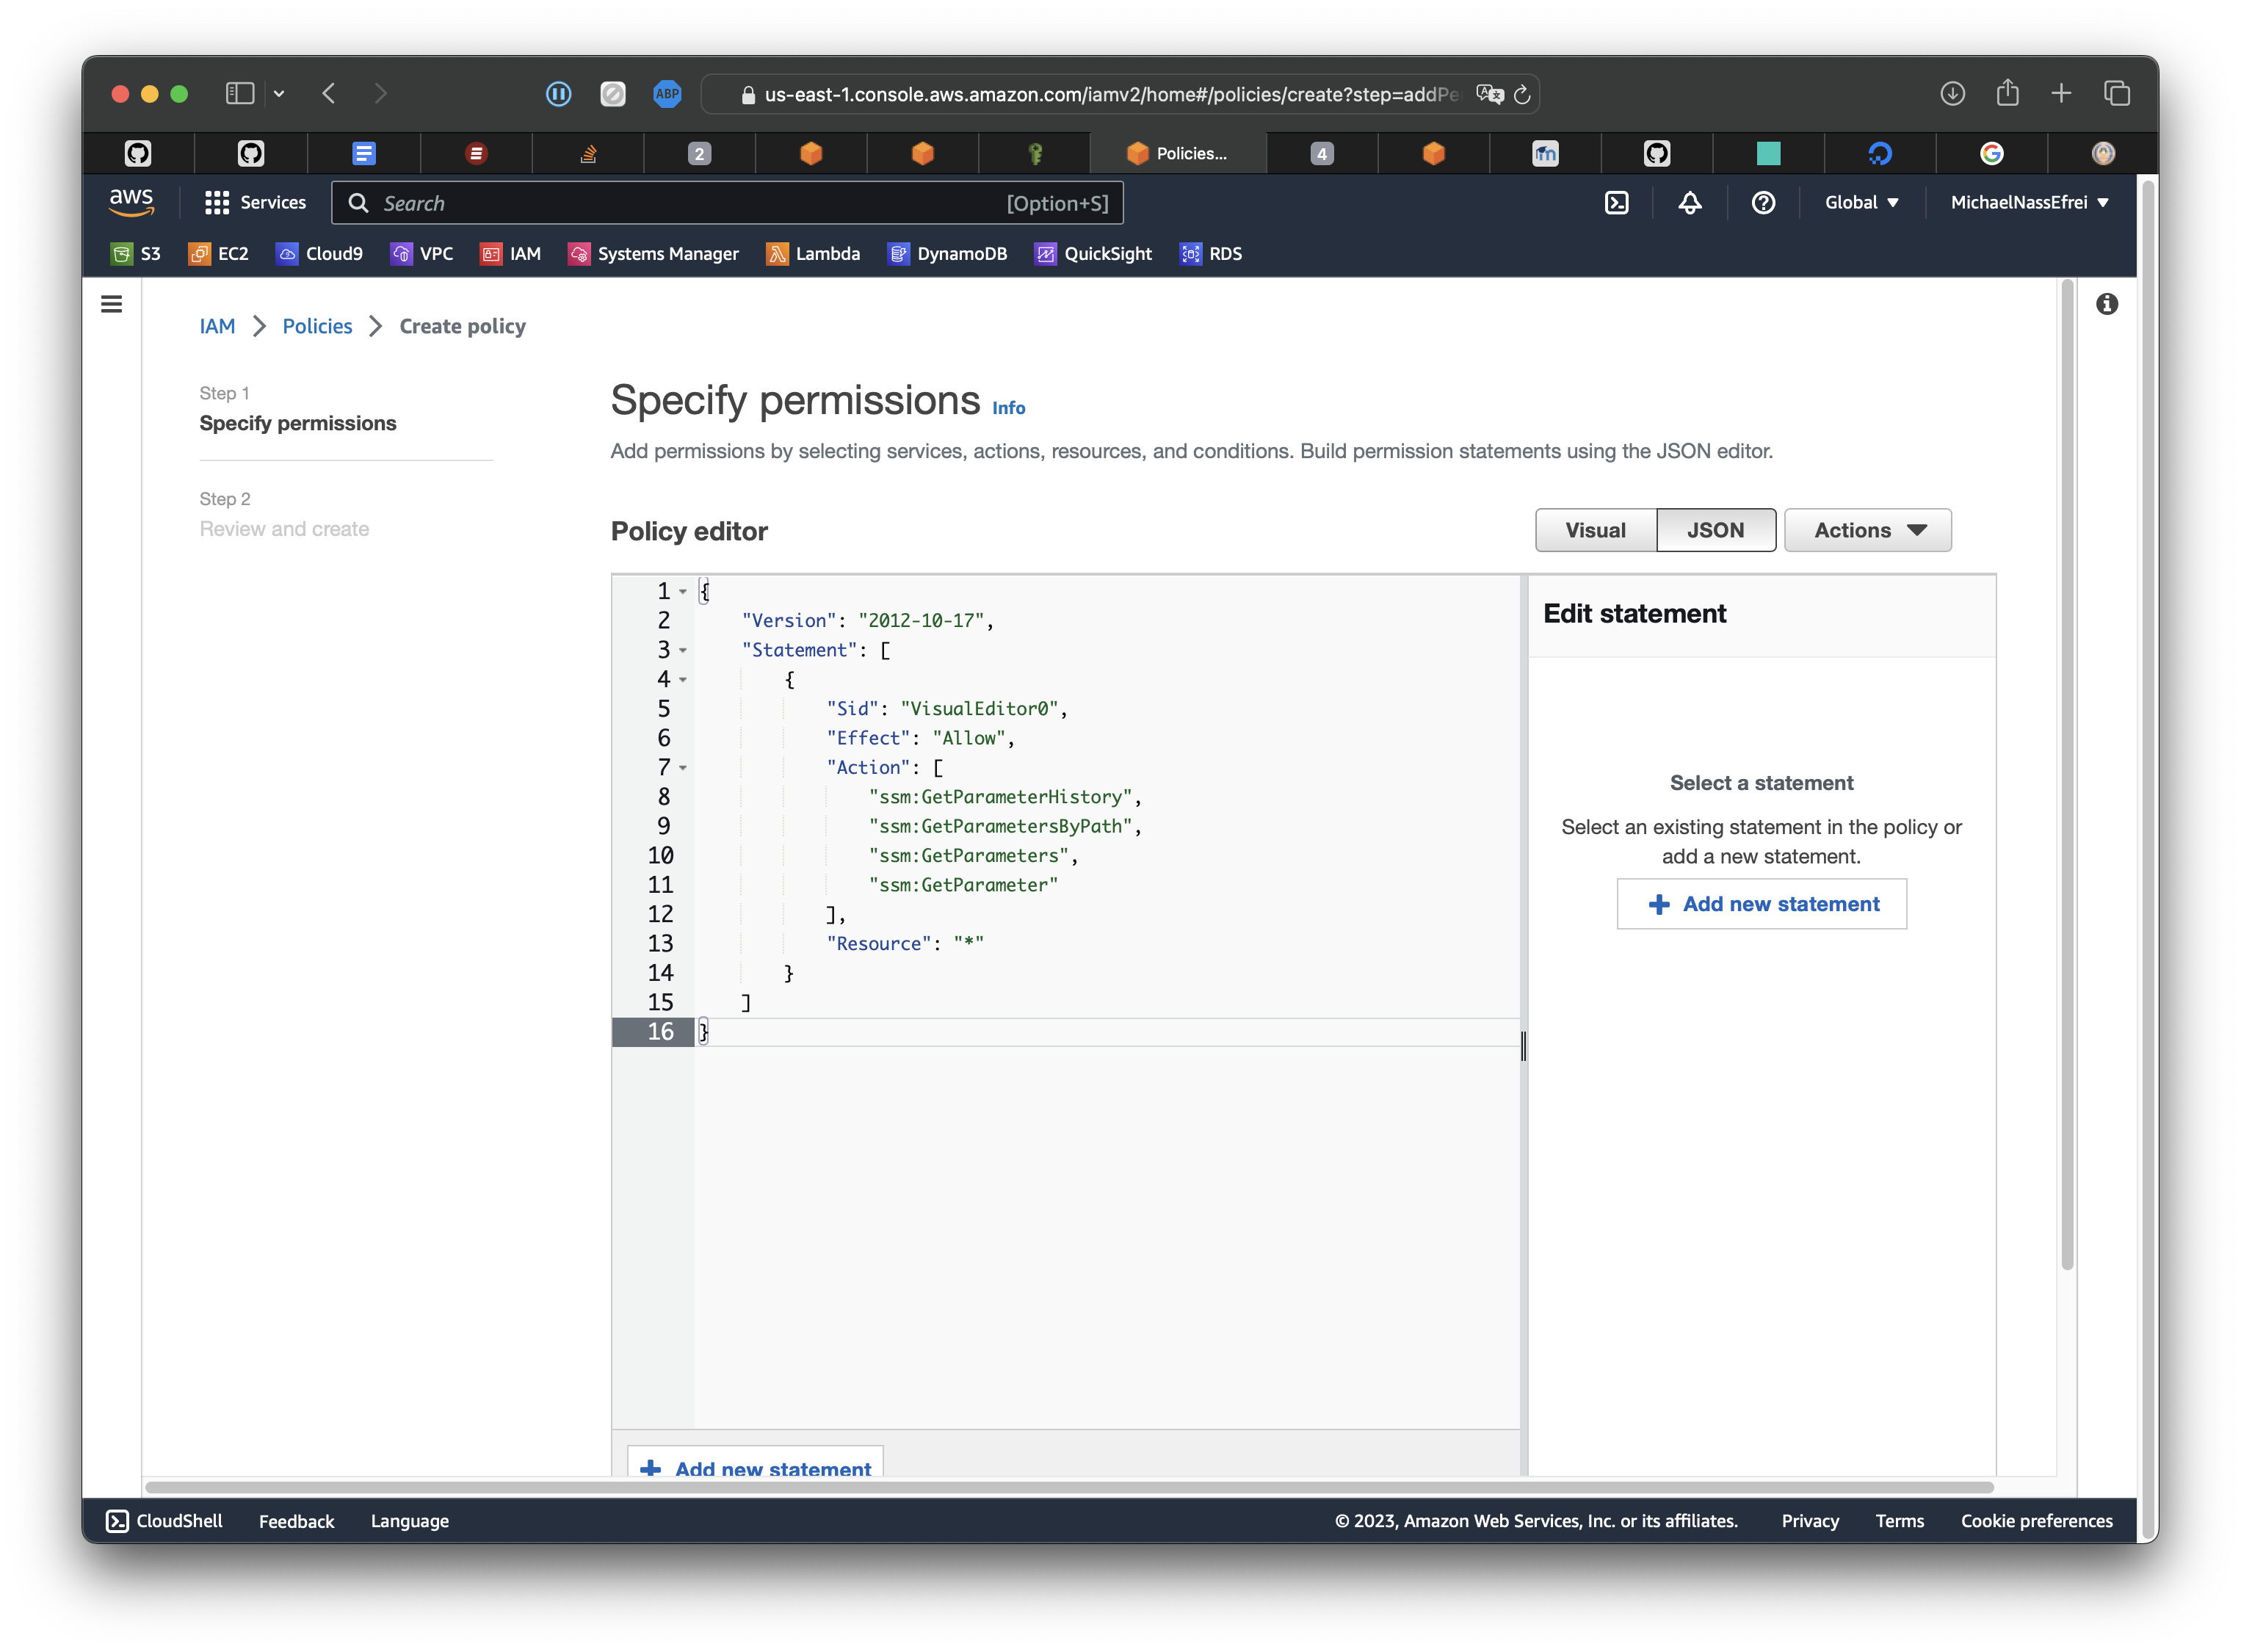 ABP
us-east-1.console.aws.amazon.com/iamv2/home#/policies/create?step=addPe
2
Policies...
4
aws
Services
Search
[Option+S]
Global
MichaelNassEfrei
S3
EC2
Cloud9
VPC
IAM
Systems Manager
Lambda
DynamoDB
QuickSight
RDS
IAM
Policies
Create policy
Step 1
Specify permissions
Step 2
Review and create
Specify permissions Info
Add permissions by selecting services, actions, resources, and conditions. Build permission statements using the JSON editor.
Policy editor
Visual
JSON
Actions
1 {
2 "Version": "2012-10-17",
3 "Statement": [
4 {
5 "Sid": "VisualEditor0",
6 "Effect": "Allow",
7 "Action": [
8 "ssm:GetParameterHistory",
9 "ssm:GetParametersByPath",
10 "ssm:GetParameters",
11 "ssm:GetParameter"
12 ],
13 "Resource": "*"
14 }
15 ]
16 }
+ Add new statement
Edit statement
Select a statement
Select an existing statement in the policy or
add a new statement.
+ Add new statement
CloudShell
Feedback
Language
© 2023, Amazon Web Services, Inc. or its affiliates.
Privacy
Terms
Cookie preferences